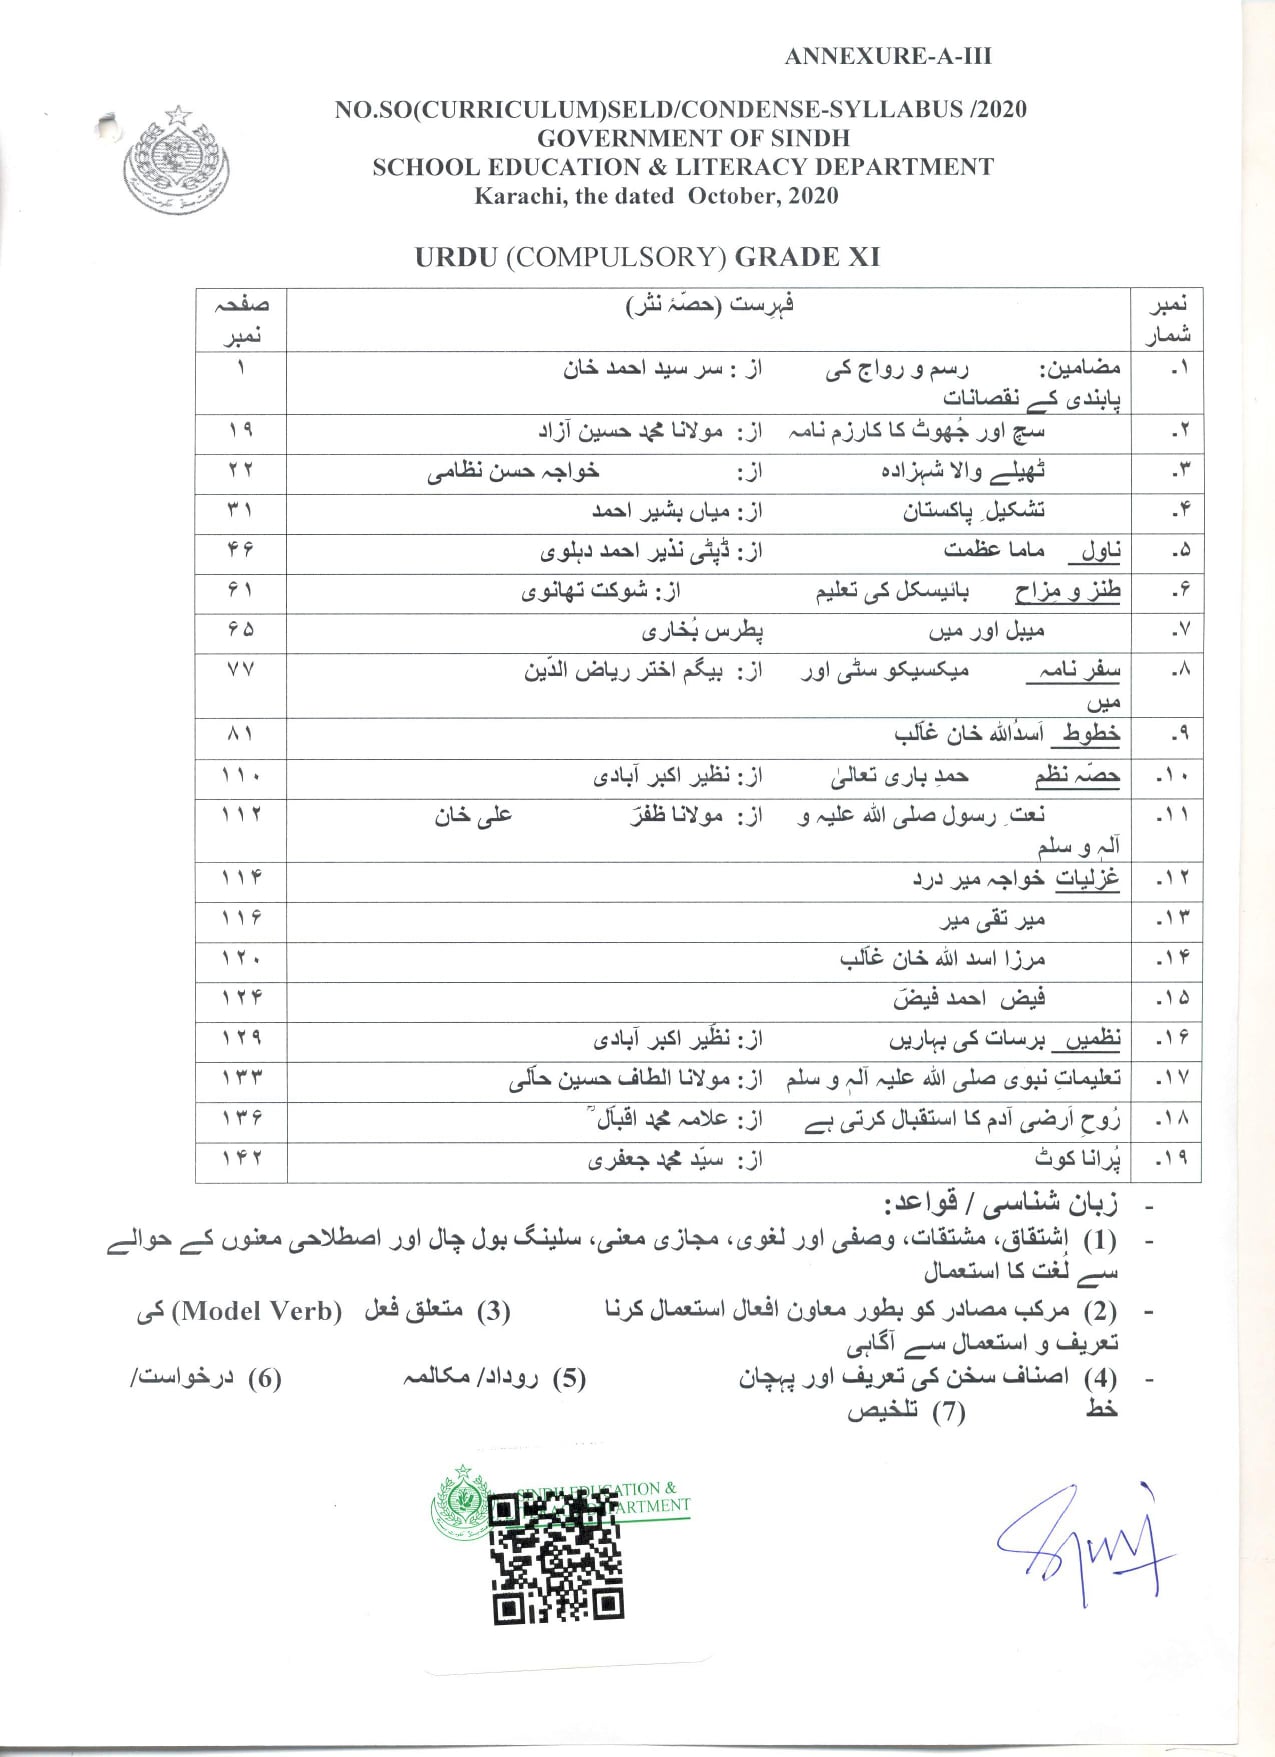 ANNEXURE-A-III
NO.SO(CURRICULUM)SELD/CONDENSE-SYLLABUS /2020
GOVERNMENT OF SINDH
SCHOOL EDUCATION & LITERACY DEPARTMENT
Karachi, the dated October, 2020
URDU (COMPULSORY) GRADE XI
نمبر شمار فہرست (حصّۂ نثر) صفحہ نمبر
۱۔ مضامین: رسم و رواج کی از : سر سید احمد خان ۱
پابندی کے نقصانات
۲۔ سچ اور جُھوٹ کا کارزم نامہ از: مولانا محمد حسین آزاد ۱۹
۳۔ ٹھیلے والا شہزادہ از: خواجہ حسن نظامی ۲۲
۴۔ تشکیلِ پاکستان از: میاں بشیر احمد ۳۱
۵۔ ناول ماما عظمت از: ڈپٹی نذیر احمد دہلوی ۴۶
۶۔ طنز و مزاح بائیسکل کی تعلیم از: شوکت تھانوی ۶۱
۷۔ میبل اور میں پطرس بُخاری ۶۵
۸۔ سفر نامہ میکسیکو سٹی اور از: بیگم اختر ریاض الدّین ۷۷
میں
۹۔ خطوط اَسدُاللہ خان غالب ۸۱
۱۰۔ حصّہ نظم حمدِ باری تعالیٰ از: نظیر اکبر آبادی ۱۱۰
۱۱۔ نعتِ رسول صلی اللہ علیہ و از: مولانا ظفر علی خان ۱۱۲
آلہٖ و سلم
۱۲۔ غزلیات خواجہ میر درد ۱۱۴
۱۳۔ میر تقی میر ۱۱۶
۱۴۔ مرزا اسد اللہ خان غالب ۱۲۰
۱۵۔ فیض احمد فیض ۱۲۴
۱۶۔ نظمیں برسات کی بہاریں از: نظیر اکبر آبادی ۱۲۹
۱۷۔ تعلیماتِ نبوی صلی اللہ علیہ آلہٖ و سلم از: مولانا الطاف حسین حالی ۱۳۳
۱۸۔ رُوحِ اَرضی آدم کا استقبال کرتی ہے از: علامہ محمد اقبالؒ ۱۳۶
۱۹۔ پُرانا کوٹ از: سیّد محمد جعفری ۱۴۲
- زبان شناسی / قواعد:
- (1) اشتقاق، مشتقات، وصفی اور لغوی، مجازی معنی، سلینگ بول چال اور اصطلاحی معنوں کے حوالے
سے لُغت کا استعمال
- (2) مرکب مصادر کو بطور معاون افعال استعمال کرنا (3) متعلق فعل (Model Verb) کی
تعریف و استعمال سے آگاہی
- (4) اصناف سخن کی تعریف اور پہچان (5) روداد/ مکالمہ (6) درخواست/
خط (7) تلخیص